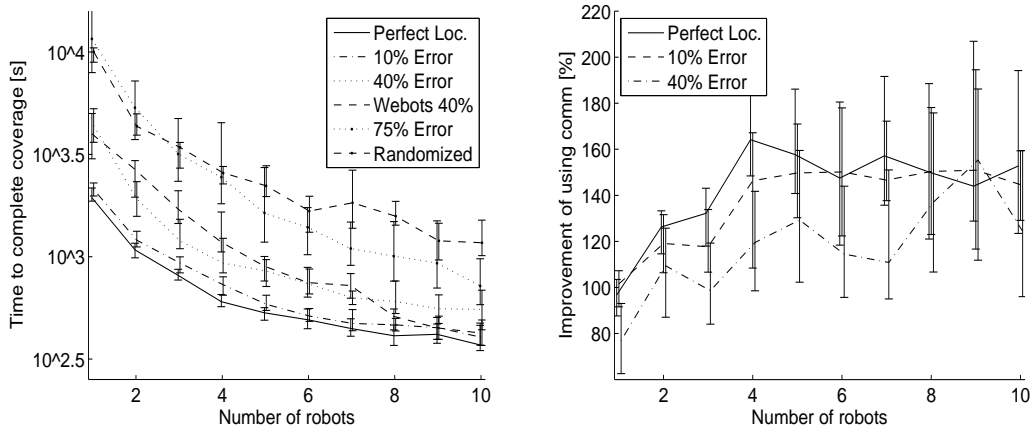 Time to complete coverage [s]
10^4
10^3.5
10^3
10^2.5
2
4
6
8
10
Number of robots
Perfect Loc.
10% Error
40% Error
Webots 40%
75% Error
Randomized
Improvement of using comm [%]
220
200
180
160
140
120
100
80
2
4
6
8
10
Number of robots
Perfect Loc.
10% Error
40% Error